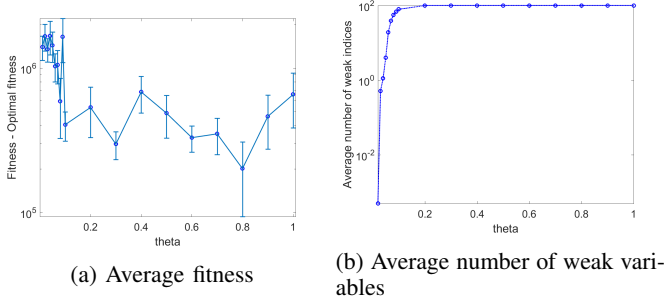 10^6
10^5
Fitness - Optimal fitness
0.2 0.4 0.6 0.8 1
theta
(a) Average fitness
10^2
10^0
10^-2
Average number of weak indices
0.2 0.4 0.6 0.8 1
theta
(b) Average number of weak vari-
ables